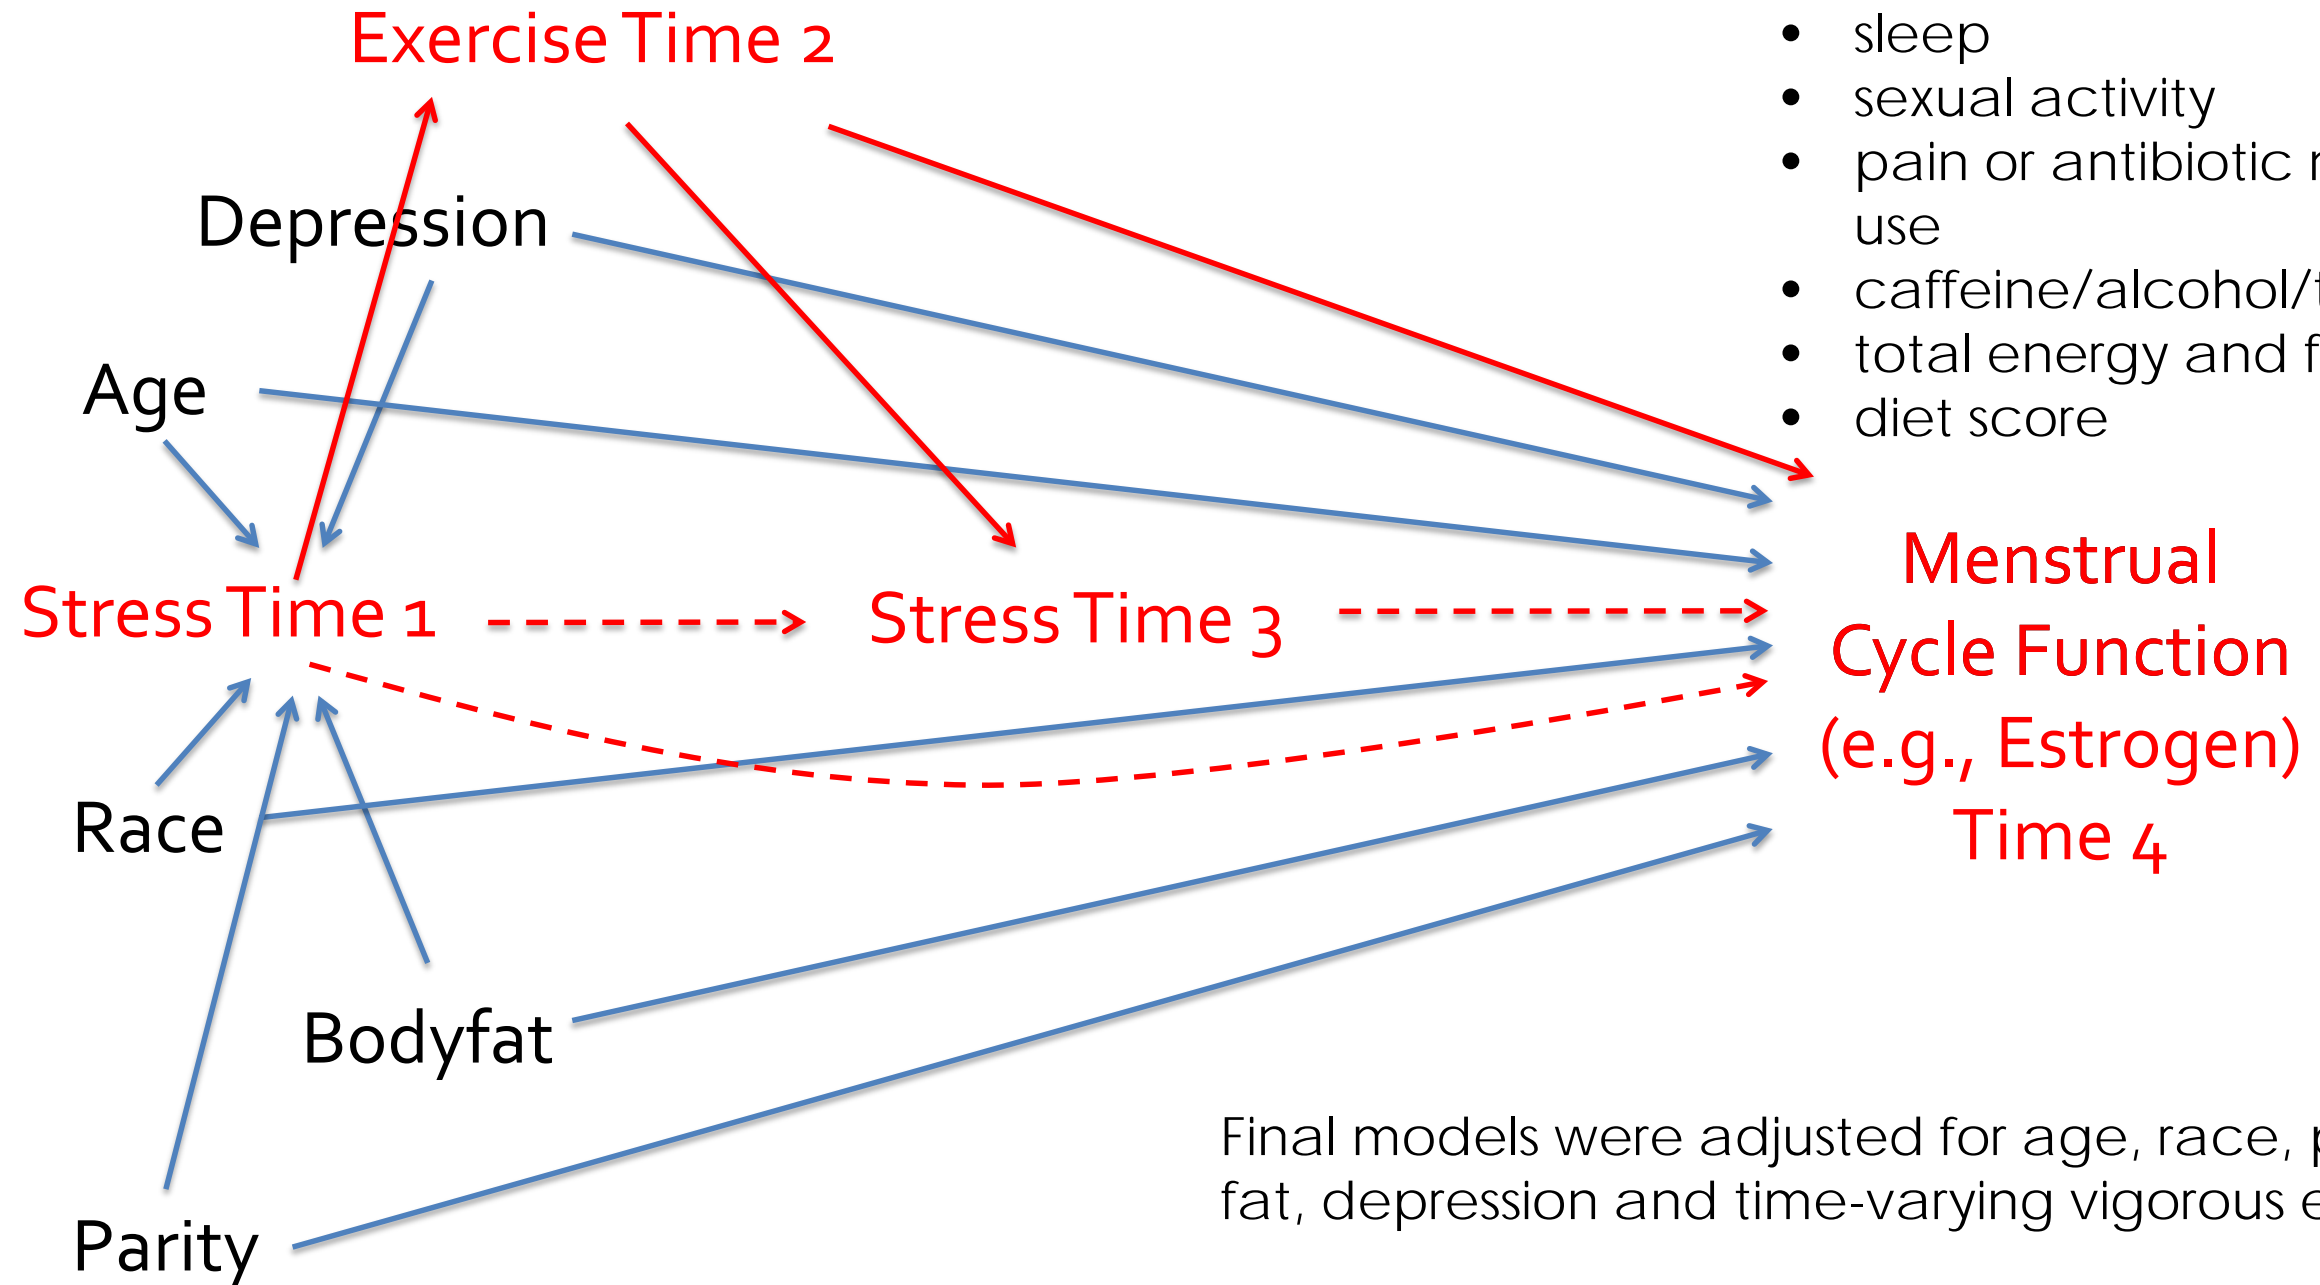 Exercise Time 2
• sleep
• sexual activity
• pain or antibiotic
use
• caffeine/alcohol/
• total energy and
• diet score
Depression
Age
Stress Time 1
Stress Time 3
Menstrual
Cycle Function
(e.g., Estrogen)
Time 4
Race
Bodyfat
Parity
Final models were adjusted for age, race,
fat, depression and time-varying vigorous